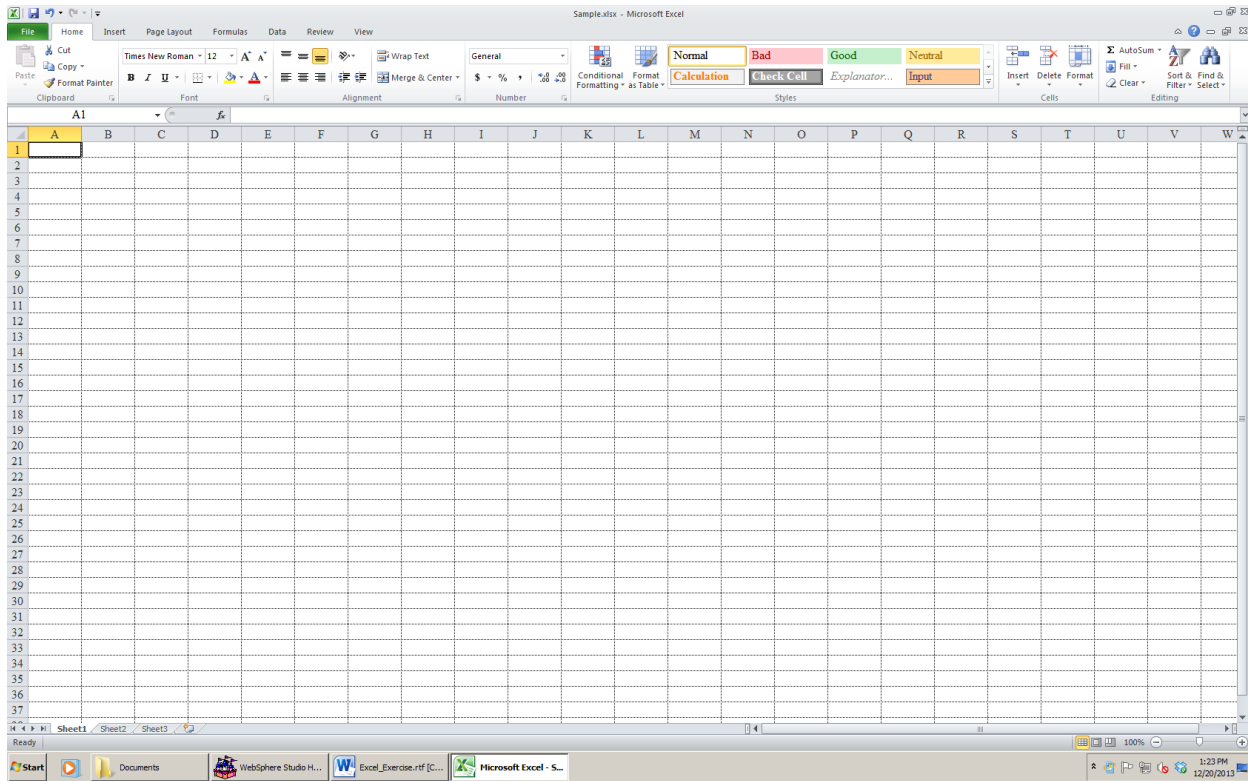 Sample.xlsx - Microsoft Excel
File Home Insert Page Layout Formulas Data Review View
Paste
Cut
Copy
Format Painter
Clipboard
Times New Roman 12 A A
B I U A
Font
Wrap Text
Merge & Center
Alignment
General
$ % , .0 .00 .00 .0
Number
Conditional Formatting
Format as Table
Normal Bad Good Neutral
Calculation Check Cell Explanator... Input
Styles
Insert Delete Format
Cells
Σ AutoSum
Fill
Clear
Sort & Filter
Find & Select
Editing
A1 fx
A B C D E F G H I J K L M N O P Q R S T U V W
1
2
3
4
5
6
7
8
9
10
11
12
13
14
15
16
17
18
19
20
21
22
23
24
25
26
27
28
29
30
31
32
33
34
35
36
37
Sheet1 Sheet2 Sheet3
Ready 100%
Start Documents WebSphere Studio H... Excel_Exercise.rtf [C... Microsoft Excel - S... 1:23 PM
12/20/2013